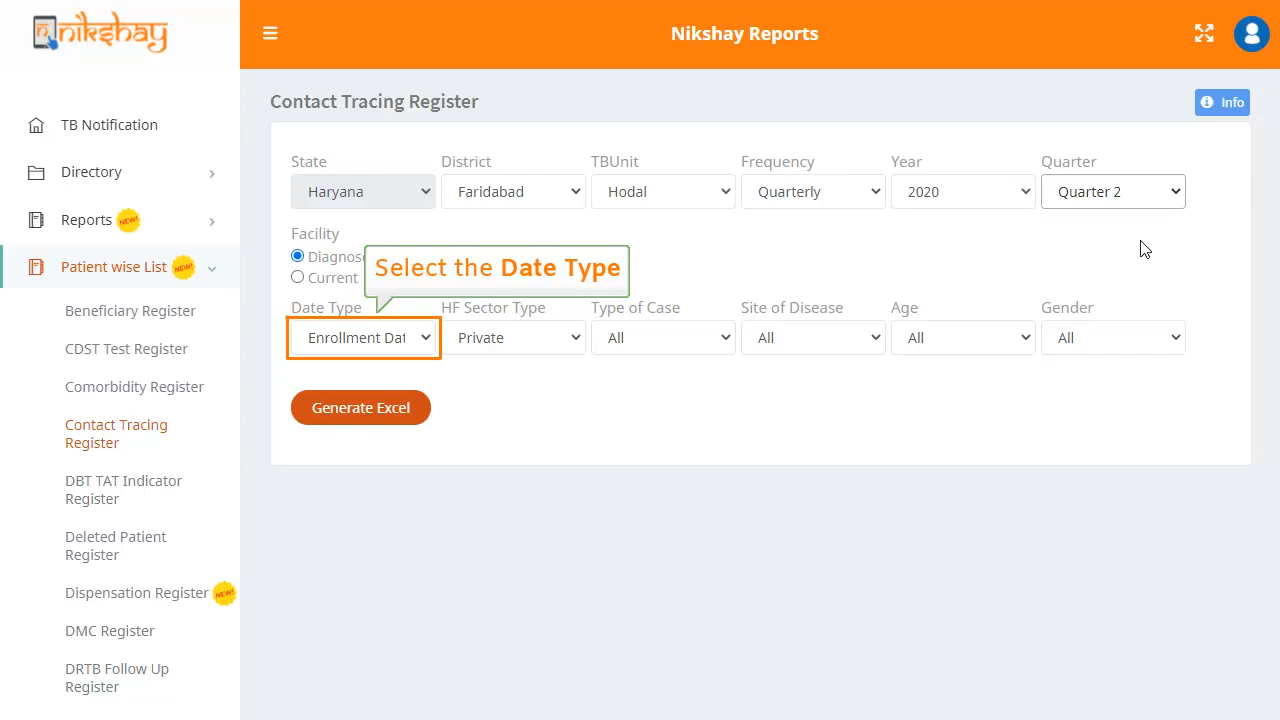 nikshay
Nikshay Reports
TB Notification
Directory
Reports NEW!
Patient wise List NEW!
Beneficiary Register
CDST Test Register
Comorbidity Register
Contact Tracing
Register
DBT TAT Indicator
Register
Deleted Patient
Register
Dispensation Register NEW!
DMC Register
DRTB Follow Up
Register
Contact Tracing Register
Info
State District TBUnit Frequency Year Quarter
Haryana Faridabad Hodal Quarterly 2020 Quarter 2
Facility
Diagnos
Current
Select the Date Type
Date Type HF Sector Type Type of Case Site of Disease Age Gender
Enrollment Dat Private All All All All
Generate Excel